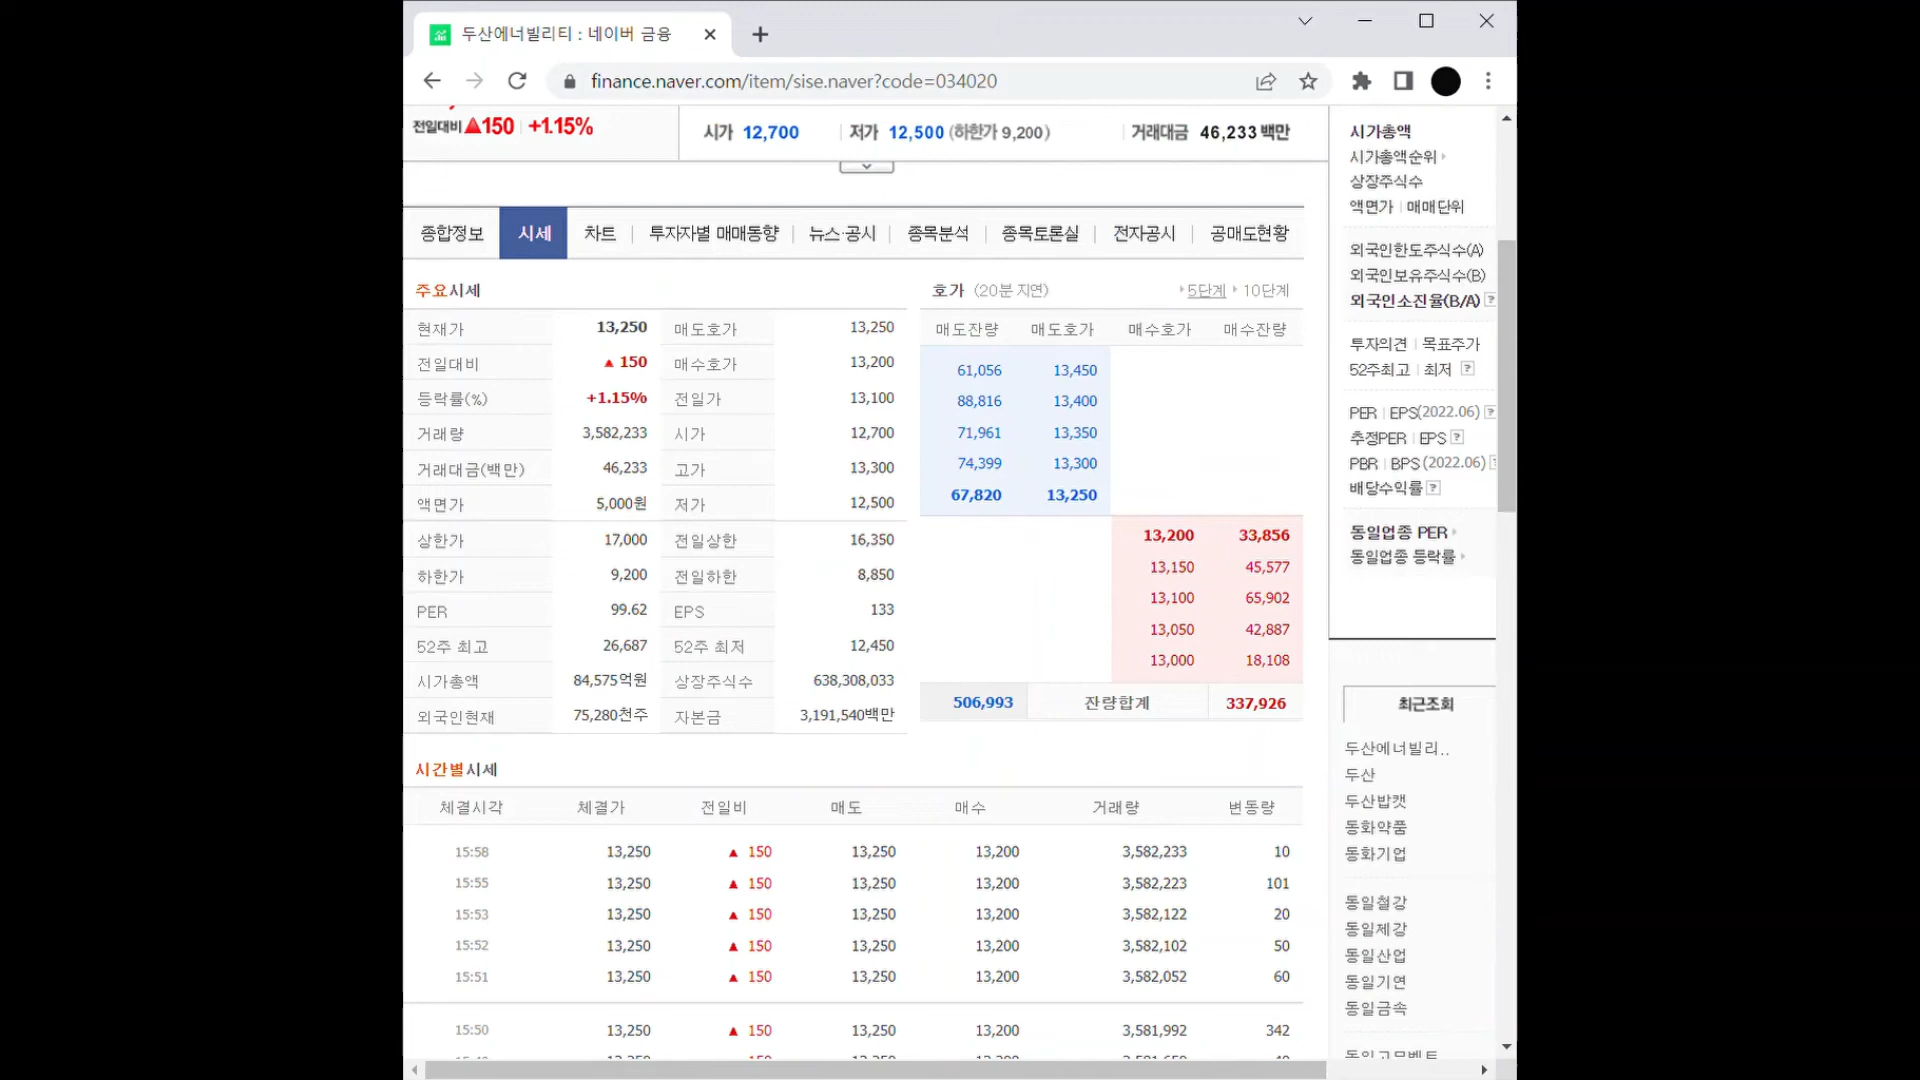 두산에너빌리티 : 네이버 금융
finance.naver.com/item/sise.naver?code=034020
전일대비 ▲150 +1.15%
시가 12,700 저가 12,500 (하한가 9,200) 거래대금 46,233 백만
종합정보 시세 차트 투자자별 매매동향 뉴스·공시 종목분석 종목토론실 전자공시 공매도현황
주요시세
현재가 13,250 매도호가 13,250
전일대비 ▲ 150 매수호가 13,200
등락률(%) +1.15% 전일가 13,100
거래량 3,582,233 시가 12,700
거래대금(백만) 46,233 고가 13,300
액면가 5,000원 저가 12,500
상한가 17,000 전일상한 16,350
하한가 9,200 전일하한 8,850
PER 99.62 EPS 133
52주 최고 26,687 52주 최저 12,450
시가총액 84,575억원 상장주식수 638,308,033
외국인현재 75,280천주 자본금 3,191,540백만
호가 (20분 지연) 5단계 10단계
매도잔량 매도호가 매수호가 매수잔량
61,056 13,450
88,816 13,400
71,961 13,350
74,399 13,300
67,820 13,250
13,200 33,856
13,150 45,577
13,100 65,902
13,050 42,887
13,000 18,108
506,993 잔량합계 337,926
시간별시세
체결시각 체결가 전일비 매도 매수 거래량 변동량
15:58 13,250 ▲ 150 13,250 13,200 3,582,233 10
15:55 13,250 ▲ 150 13,250 13,200 3,582,223 101
15:53 13,250 ▲ 150 13,250 13,200 3,582,122 20
15:52 13,250 ▲ 150 13,250 13,200 3,582,102 50
15:51 13,250 ▲ 150 13,250 13,200 3,582,052 60
15:50 13,250 ▲ 150 13,250 13,200 3,581,992 342
시가총액
시가총액순위
상장주식수
액면가 | 매매단위
외국인한도주식수(A)
외국인보유주식수(B)
외국인소진율(B/A) ?
투자의견 | 목표주가
52주최고 | 최저 ?
PER | EPS(2022.06) ?
추정PER | EPS ?
PBR | BPS (2022.06) ?
배당수익률 ?
동일업종 PER
동일업종 등락률
최근조회
두산에너빌리..
두산
두산밥캣
동화약품
동화기업
동일철강
동일제강
동일산업
동일기연
동일금속